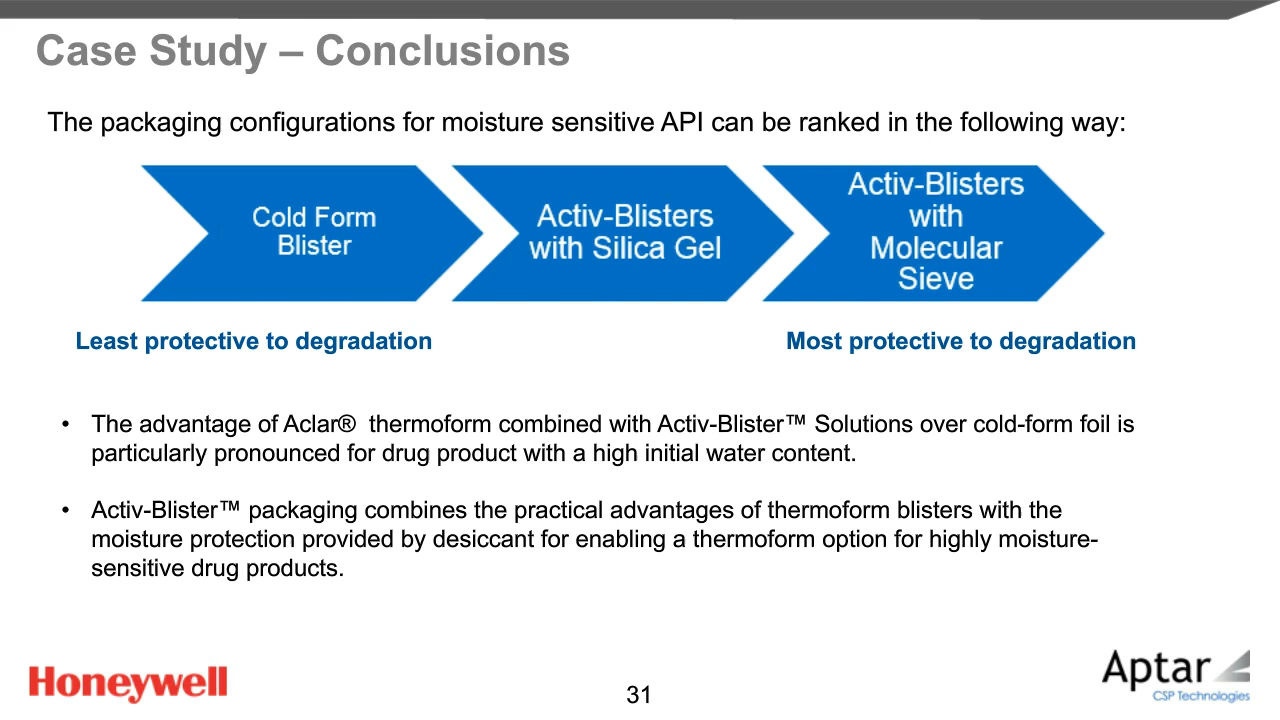 Case Study – Conclusions
The packaging configurations for moisture sensitive API can be ranked in the following way:
Cold Form
Blister
Activ-Blisters
with Silica Gel
Activ-Blisters
with
Molecular
Sieve
Least protective to degradation
Most protective to degradation
• The advantage of Aclar® thermoform combined with Activ-Blister™ Solutions over cold-form foil is
particularly pronounced for drug product with a high initial water content.
• Activ-Blister™ packaging combines the practical advantages of thermoform blisters with the
moisture protection provided by desiccant for enabling a thermoform option for highly moisture-
sensitive drug products.
Honeywell
31
Aptar
CSP Technologies